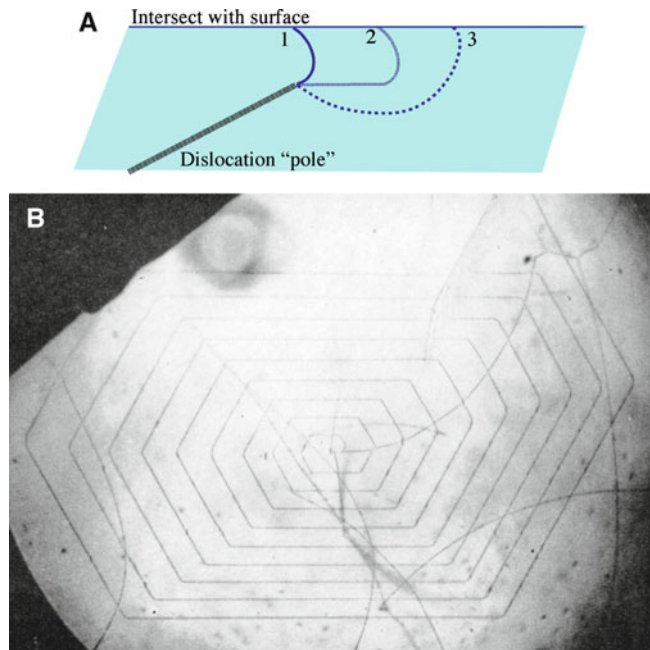 A
Intersect with surface
1 2 3
Dislocation “pole”
B